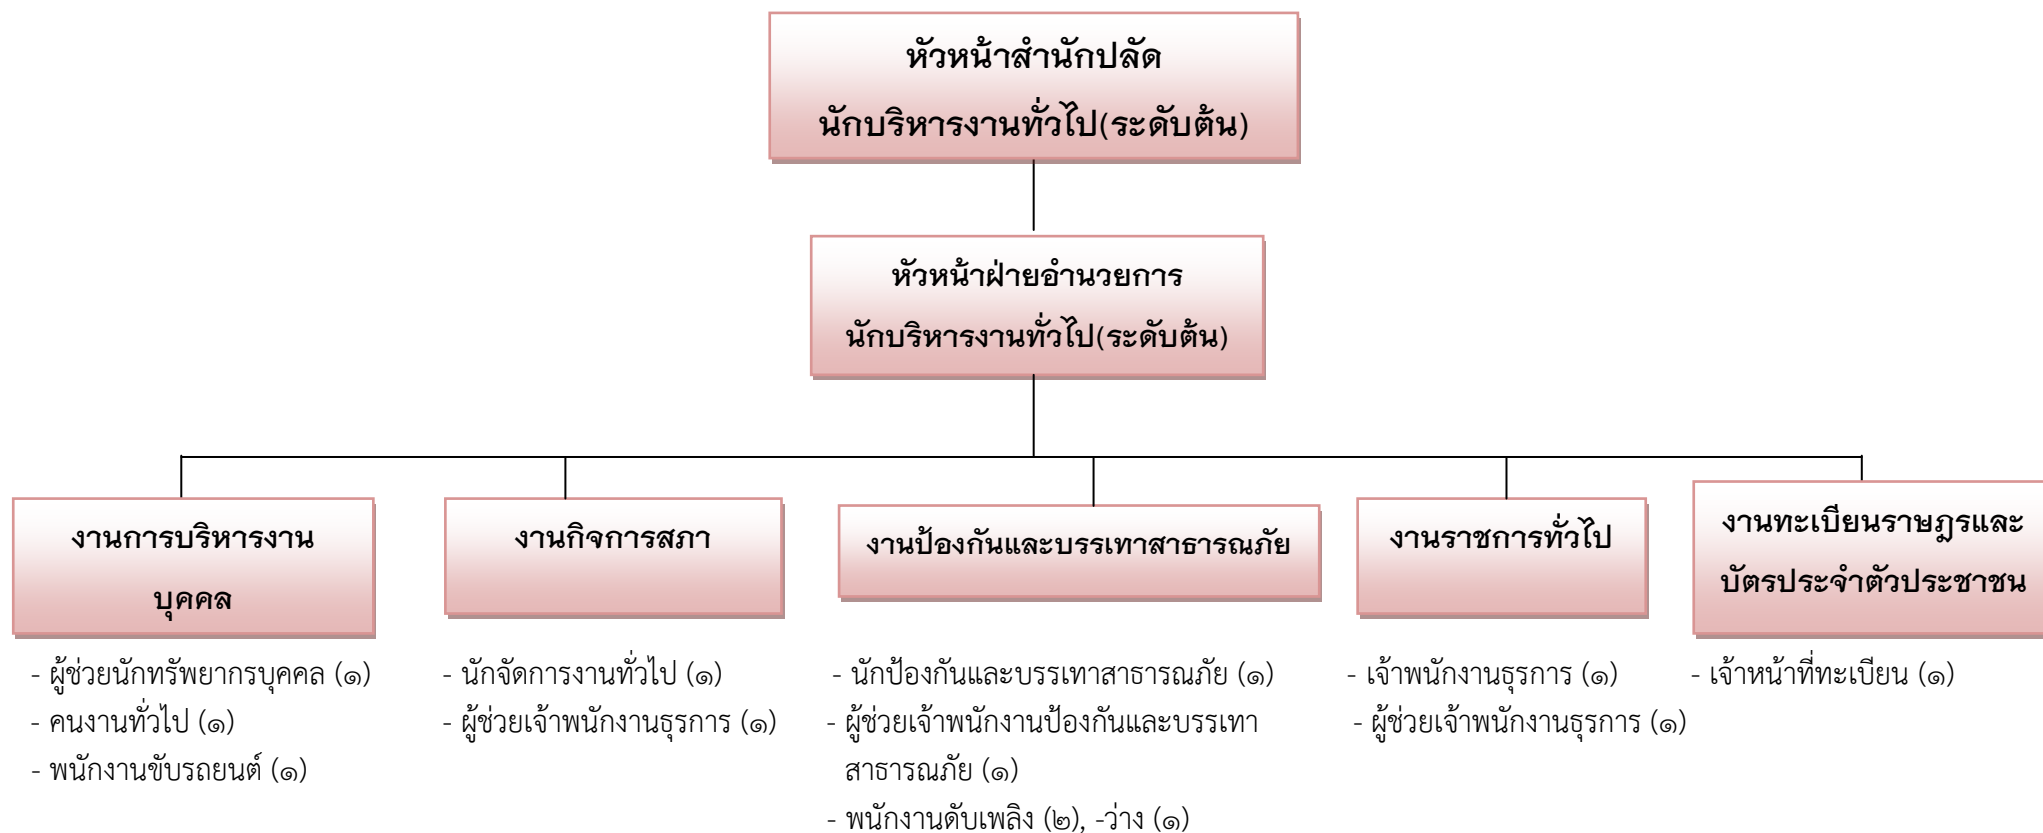 หัวหน้าสำนักปลัด
นักบริหารงานทั่วไป(ระดับต้น)
หัวหน้าฝ่ายอำนวยการ
นักบริหารงานทั่วไป(ระดับต้น)
งานการบริหารงาน
บุคคล
- ผู้ช่วยนักทรัพยากรบุคคล (๑)
- คนงานทั่วไป (๑)
- พนักงานขับรถยนต์ (๑)
งานกิจการสภา
- นักจัดการงานทั่วไป (๑)
- ผู้ช่วยเจ้าพนักงานธุรการ (๑)
งานป้องกันและบรรเทาสาธารณภัย
- นักป้องกันและบรรเทาสาธารณภัย (๑)
- ผู้ช่วยเจ้าพนักงานป้องกันและบรรเทา
สาธารณภัย (๑)
- พนักงานดับเพลิง (๒), -ว่าง (๑)
งานราชการทั่วไป
- เจ้าพนักงานธุรการ (๑)
- ผู้ช่วยเจ้าพนักงานธุรการ (๑)
งานทะเบียนราษฎรและ
บัตรประจำตัวประชาชน
- เจ้าหน้าที่ทะเบียน (๑)